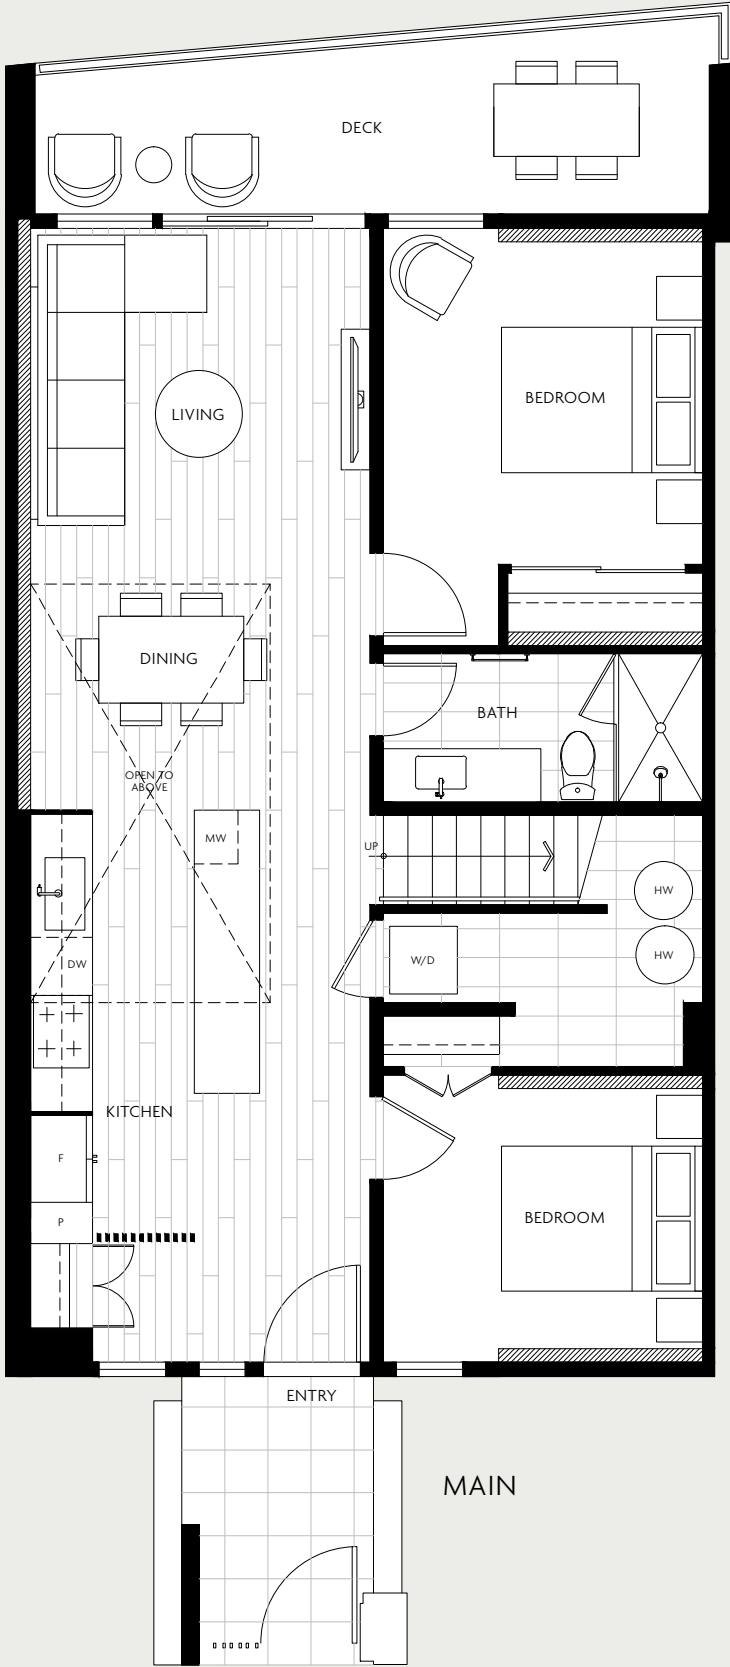 DECK
LIVING
BEDROOM
DINING
BATH
OPEN TO
ABOVE
MW
UP
HW
HW
W/D
DW
KITCHEN
F
P
BEDROOM
ENTRY
MAIN